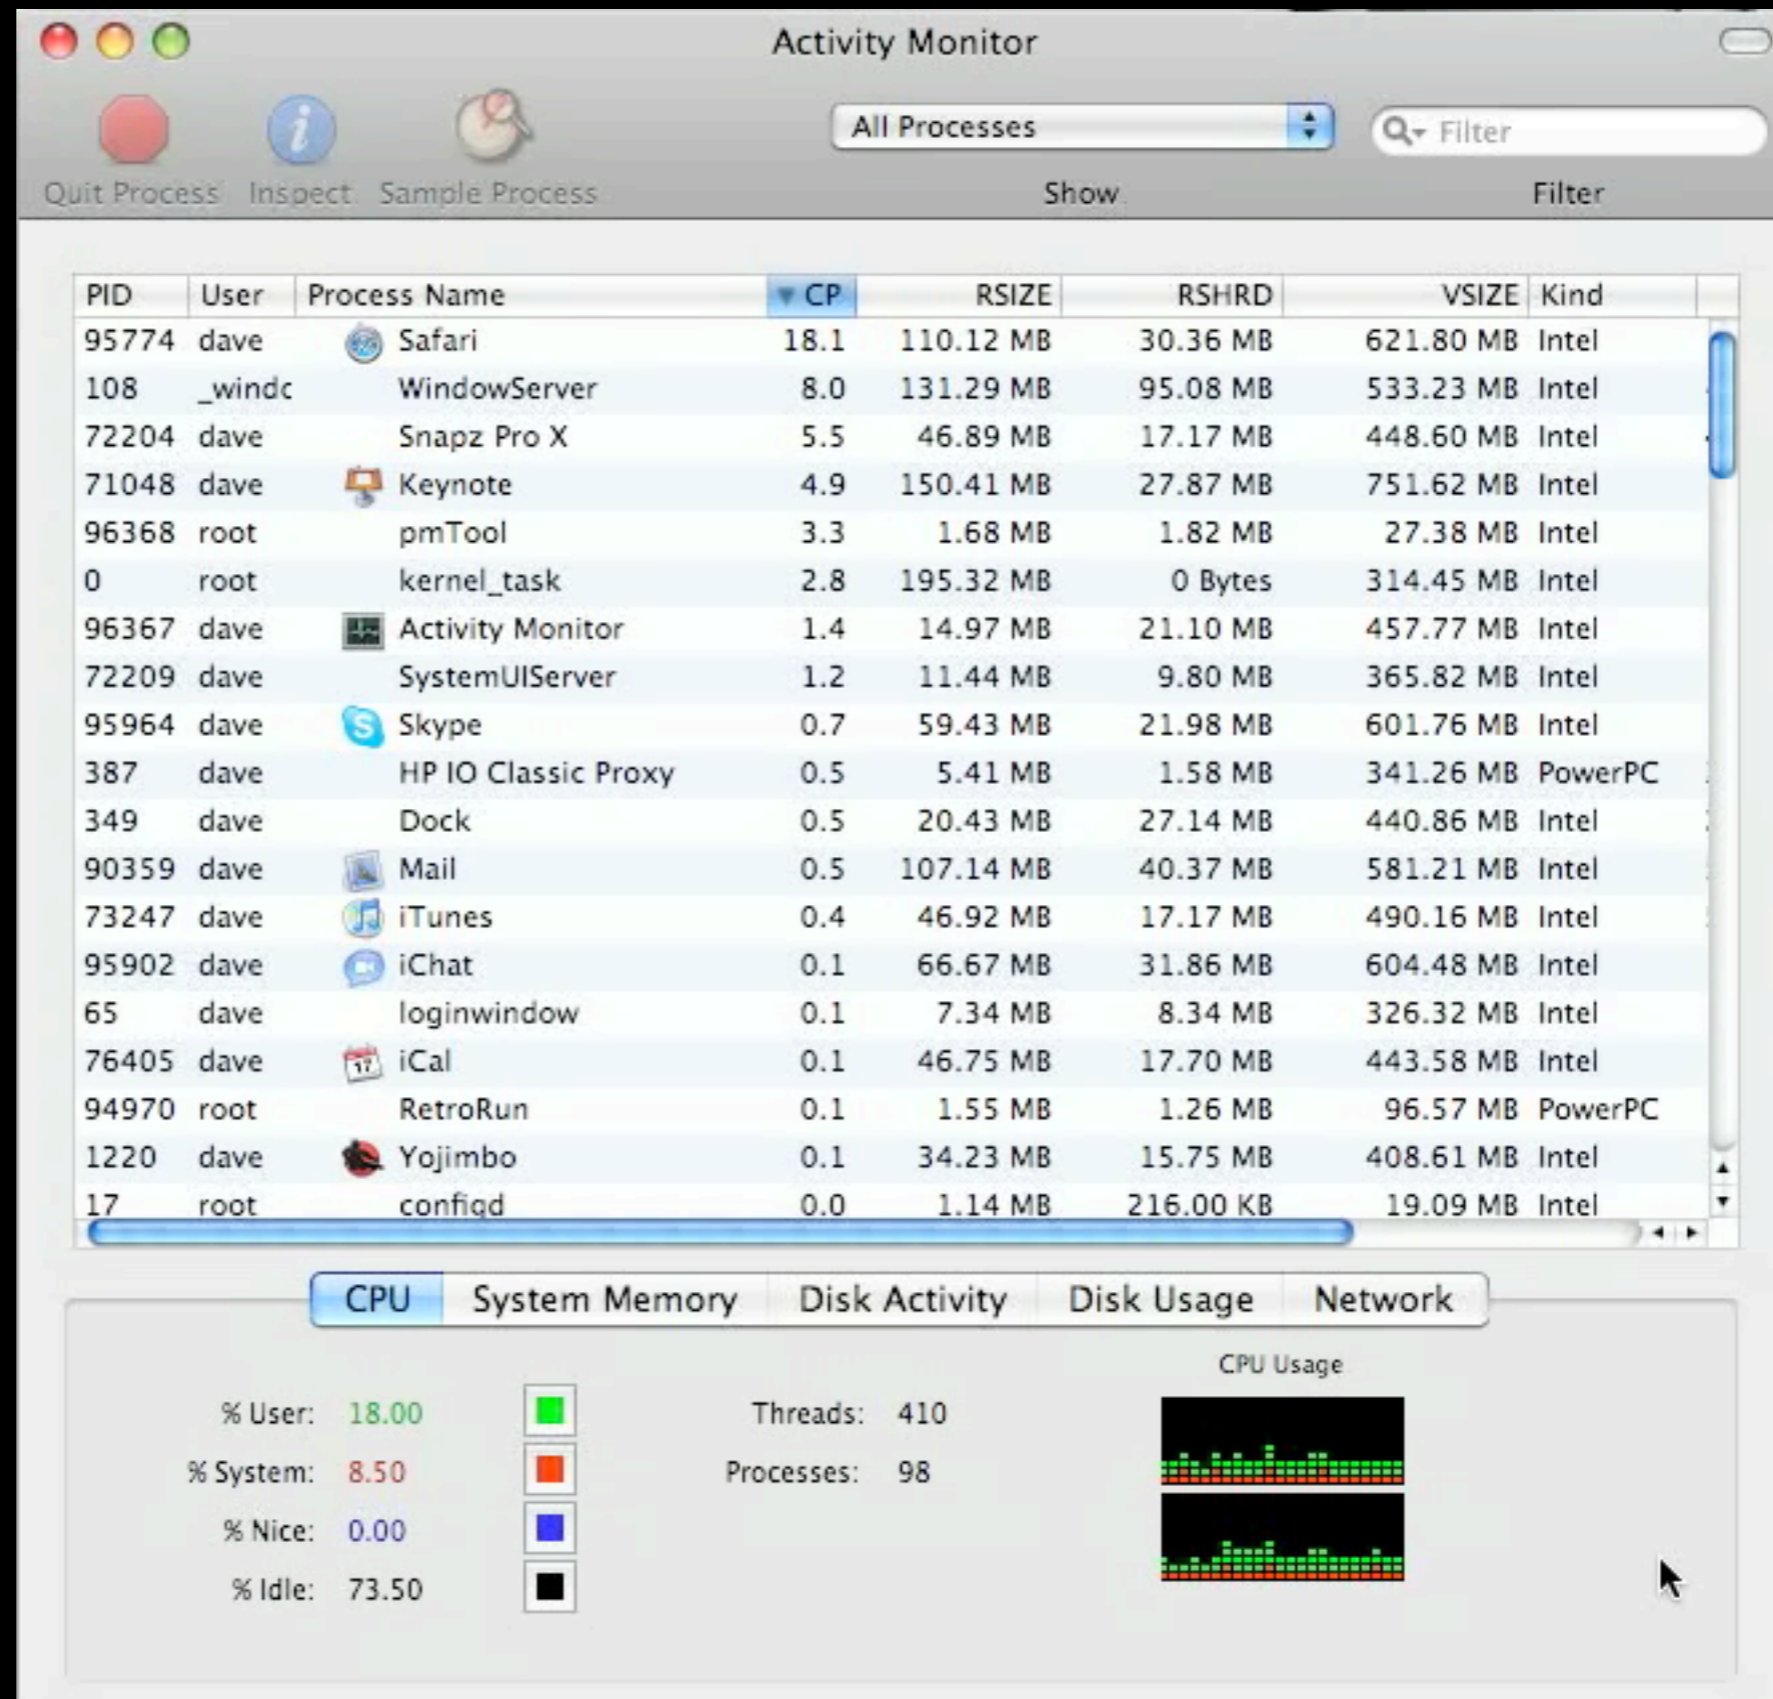 Activity Monitor
All Processes
Filter
Quit Process Inspect Sample Process Show Filter
PID User Process Name CP RSIZE RSHRD VSIZE Kind
95774 dave Safari 18.1 110.12 MB 30.36 MB 621.80 MB Intel
108 _windc WindowServer 8.0 131.29 MB 95.08 MB 533.23 MB Intel
72204 dave Snapz Pro X 5.5 46.89 MB 17.17 MB 448.60 MB Intel
71048 dave Keynote 4.9 150.41 MB 27.87 MB 751.62 MB Intel
96368 root pmTool 3.3 1.68 MB 1.82 MB 27.38 MB Intel
0 root kernel_task 2.8 195.32 MB 0 Bytes 314.45 MB Intel
96367 dave Activity Monitor 1.4 14.97 MB 21.10 MB 457.77 MB Intel
72209 dave SystemUIServer 1.2 11.44 MB 9.80 MB 365.82 MB Intel
95964 dave Skype 0.7 59.43 MB 21.98 MB 601.76 MB Intel
387 dave HP IO Classic Proxy 0.5 5.41 MB 1.58 MB 341.26 MB PowerPC
349 dave Dock 0.5 20.43 MB 27.14 MB 440.86 MB Intel
90359 dave Mail 0.5 107.14 MB 40.37 MB 581.21 MB Intel
73247 dave iTunes 0.4 46.92 MB 17.17 MB 490.16 MB Intel
95902 dave iChat 0.1 66.67 MB 31.86 MB 604.48 MB Intel
65 dave loginwindow 0.1 7.34 MB 8.34 MB 326.32 MB Intel
76405 dave iCal 0.1 46.75 MB 17.70 MB 443.58 MB Intel
94970 root RetroRun 0.1 1.55 MB 1.26 MB 96.57 MB PowerPC
1220 dave Yojimbo 0.1 34.23 MB 15.75 MB 408.61 MB Intel
17 root configd 0.0 1.14 MB 216.00 KB 19.09 MB Intel
CPU System Memory Disk Activity Disk Usage Network
CPU Usage
% User: 18.00 Threads: 410
% System: 8.50 Processes: 98
% Nice: 0.00
% Idle: 73.50